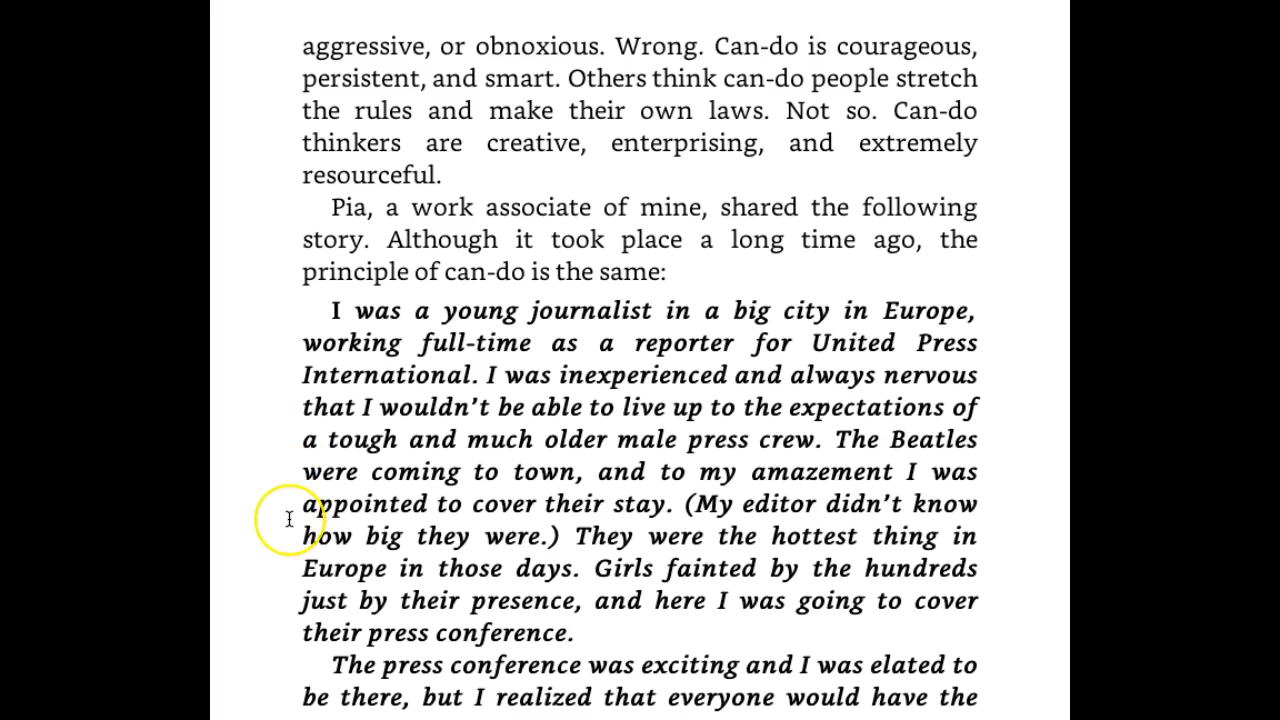 aggressive, or obnoxious. Wrong. Can-do is courageous,
persistent, and smart. Others think can-do people stretch
the rules and make their own laws. Not so. Can-do
thinkers are creative, enterprising, and extremely
resourceful.
Pia, a work associate of mine, shared the following
story. Although it took place a long time ago, the
principle of can-do is the same:
I was a young journalist in a big city in Europe,
working full-time as a reporter for United Press
International. I was inexperienced and always nervous
that I wouldn’t be able to live up to the expectations of
a tough and much older male press crew. The Beatles
were coming to town, and to my amazement I was
appointed to cover their stay. (My editor didn’t know
how big they were.) They were the hottest thing in
Europe in those days. Girls fainted by the hundreds
just by their presence, and here I was going to cover
their press conference.
The press conference was exciting and I was elated to
be there, but I realized that everyone would have the